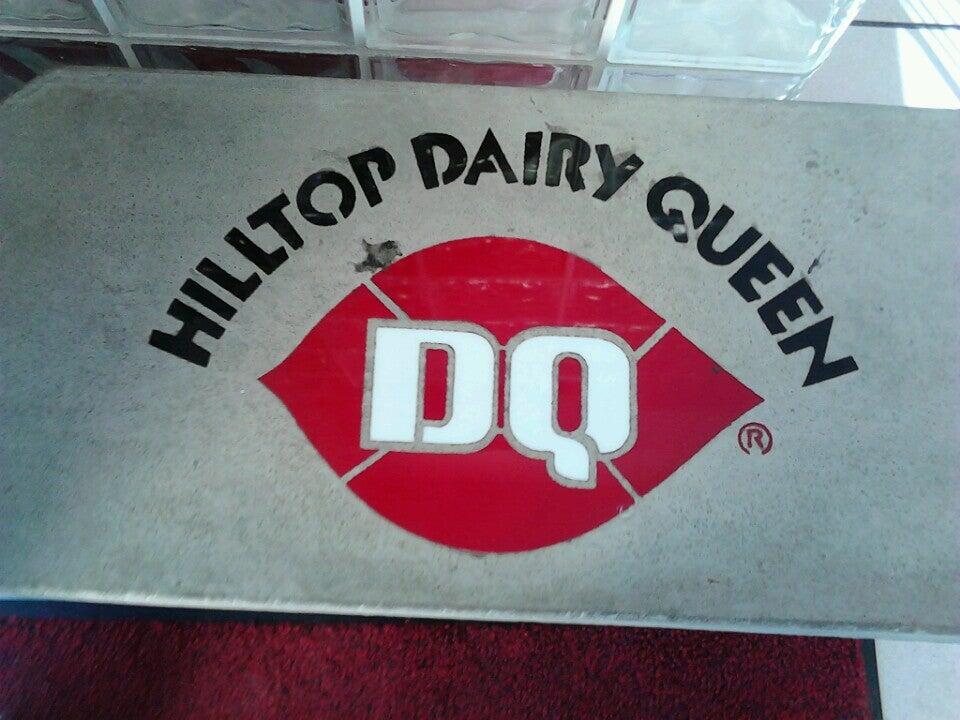 HILLTOP DAIRY QUEEN
DQ ®